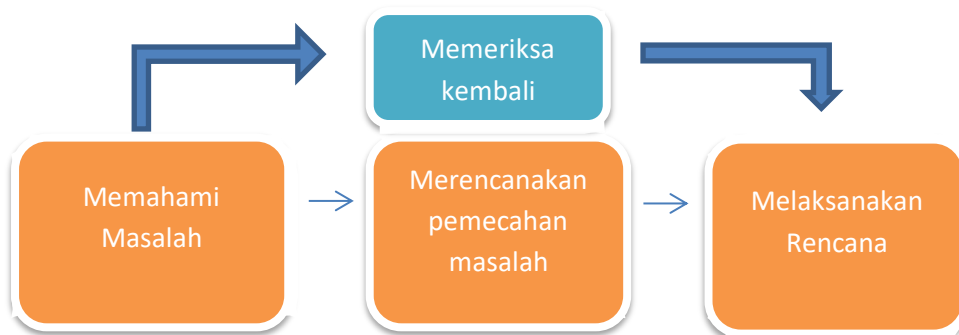 Memeriksa
kembali
Memahami
Masalah
Merencanakan
pemecahan
masalah
Melaksanakan
Rencana